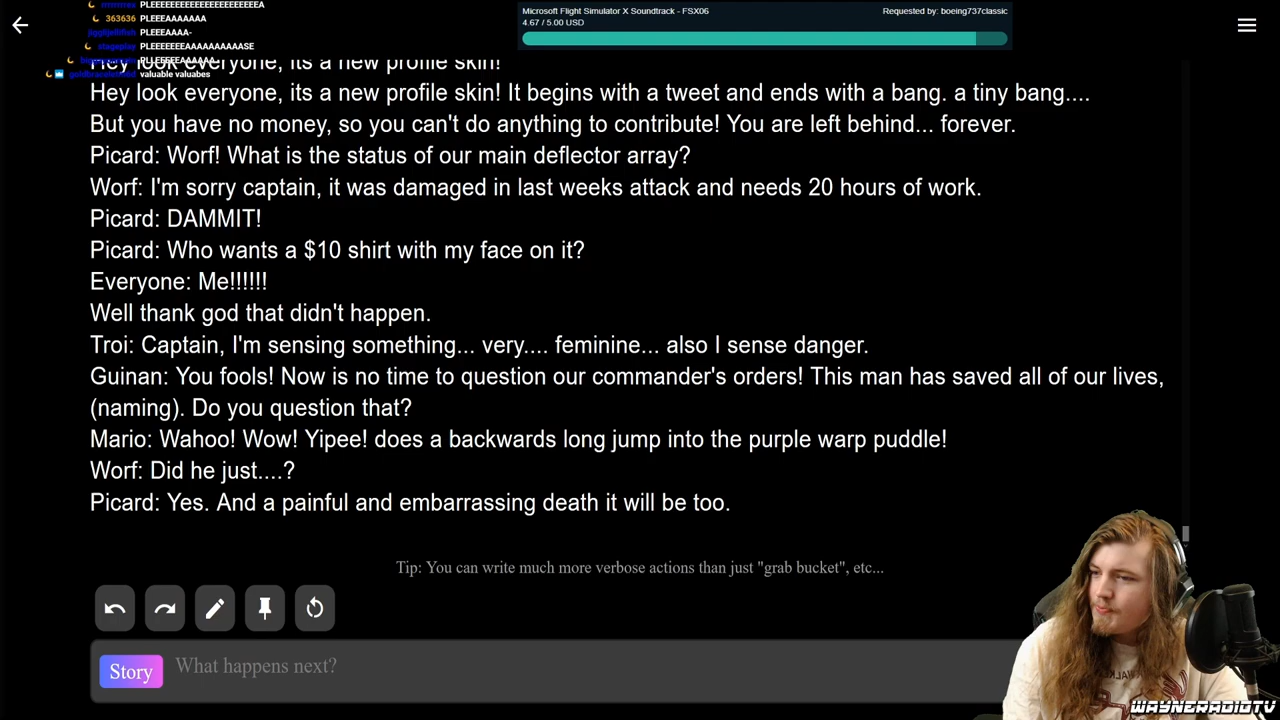 PLEEEEEEEEEEEEEEEEEEEEEEEA
363636 PLEEEAAAAAAA
PLEEEAAAA-
stageplay PLEEEEEEEAAAAAAAAAASE
PLLEEEEEAAAAAA
valuable valuabes
Microsoft Flight Simulator X Soundtrack - FSX06
Requested by: boeing737classic
4.67 / 5.00 USD
Hey look everyone, its a new profile skin!
Hey look everyone, its a new profile skin! It begins with a tweet and ends with a bang. a tiny bang....
But you have no money, so you can't do anything to contribute! You are left behind... forever.
Picard: Worf! What is the status of our main deflector array?
Worf: I'm sorry captain, it was damaged in last weeks attack and needs 20 hours of work.
Picard: DAMMIT!
Picard: Who wants a $10 shirt with my face on it?
Everyone: Me!!!!!!
Well thank god that didn't happen.
Troi: Captain, I'm sensing something... very.... feminine... also I sense danger.
Guinan: You fools! Now is no time to question our commander's orders! This man has saved all of our lives,
(naming). Do you question that?
Mario: Wahoo! Wow! Yipee! does a backwards long jump into the purple warp puddle!
Worf: Did he just....?
Picard: Yes. And a painful and embarrassing death it will be too.
Tip: You can write much more verbose actions than just "grab bucket", etc...
Story What happens next?
WAYNERADIOTV